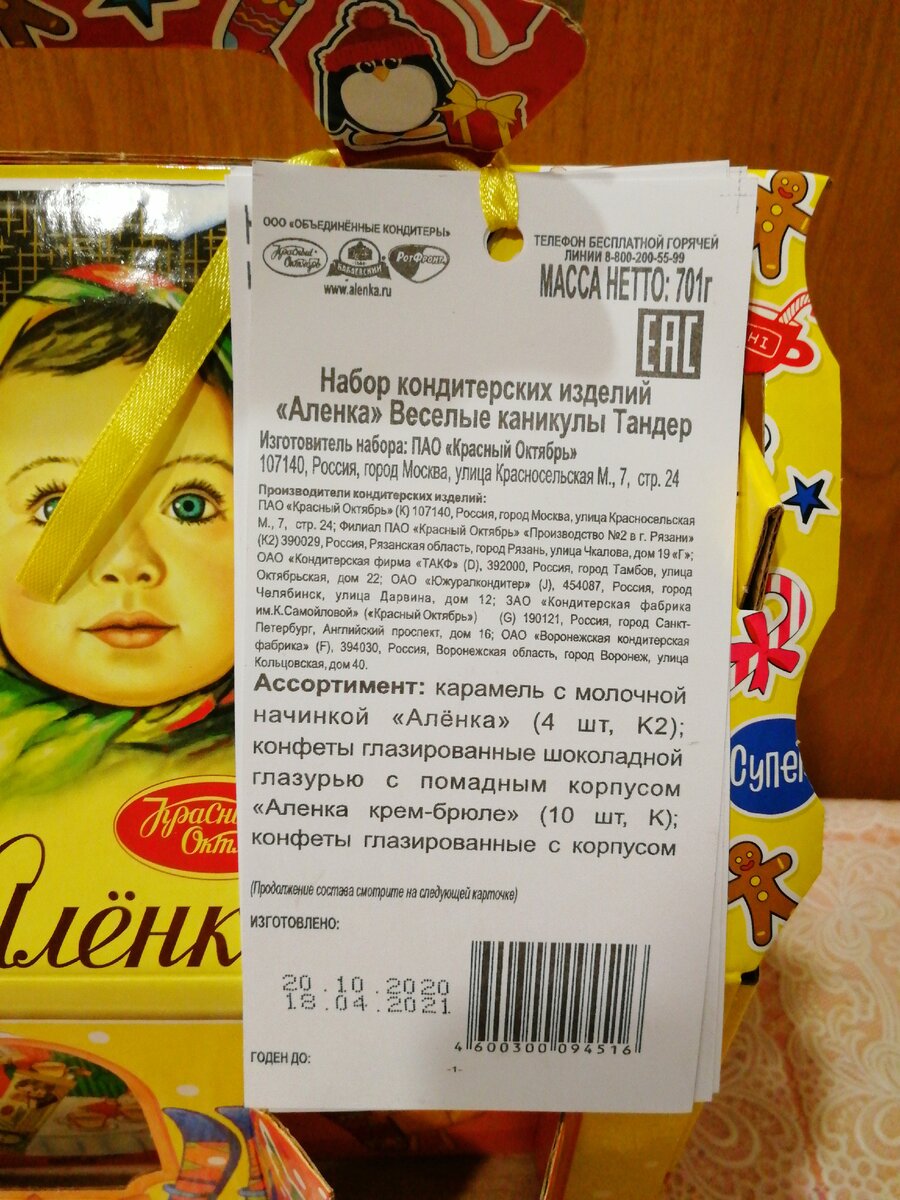 ООО «ОБЪЕДИНЁННЫЕ КОНДИТЕРЫ»
Красный Октябрь
БАБАЕВСКИЙ
РотФронт
www.alenka.ru
ТЕЛЕФОН БЕСПЛАТНОЙ ГОРЯЧЕЙ
ЛИНИИ 8-800-200-55-99
МАССА НЕТТО: 701г
ЕАС
Набор кондитерских изделий
«Аленка» Веселые каникулы Тандер
Изготовитель набора: ПАО «Красный Октябрь»
107140, Россия, город Москва, улица Красносельская М., 7, стр. 24
Производители кондитерских изделий:
ПАО «Красный Октябрь» (К) 107140, Россия, город Москва, улица Красносельская
М., 7, стр. 24; Филиал ПАО «Красный Октябрь» «Производство №2 в г. Рязани»
(К2) 390029, Россия, Рязанская область, город Рязань, улица Чкалова, дом 19 «Г»;
ОАО «Кондитерская фирма «ТАКФ» (D), 392000, Россия, город Тамбов, улица
Октябрьская, дом 22; ОАО «Южуралкондитер» (J), 454087, Россия, город
Челябинск, улица Дарвина, дом 12; ЗАО «Кондитерская фабрика
им.К.Самойловой» («Красный Октябрь») (G) 190121, Россия, город Санкт-
Петербург, Английский проспект, дом 16; ОАО «Воронежская кондитерская
фабрика» (F), 394030, Россия, Воронежская область, город Воронеж, улица
Кольцовская, дом 40.
Ассортимент: карамель с молочной
начинкой «Алёнка» (4 шт, К2);
конфеты глазированные шоколадной
глазурью с помадным корпусом
«Аленка крем-брюле» (10 шт, К);
конфеты глазированные с корпусом
(Продолжение состава смотрите на следующей карточке)
ИЗГОТОВЛЕНО:
20.10.2020
18.04.2021
ГОДЕН ДО:
4 600300 094516
-1-
Красн
Окт
Алёнк
Супе